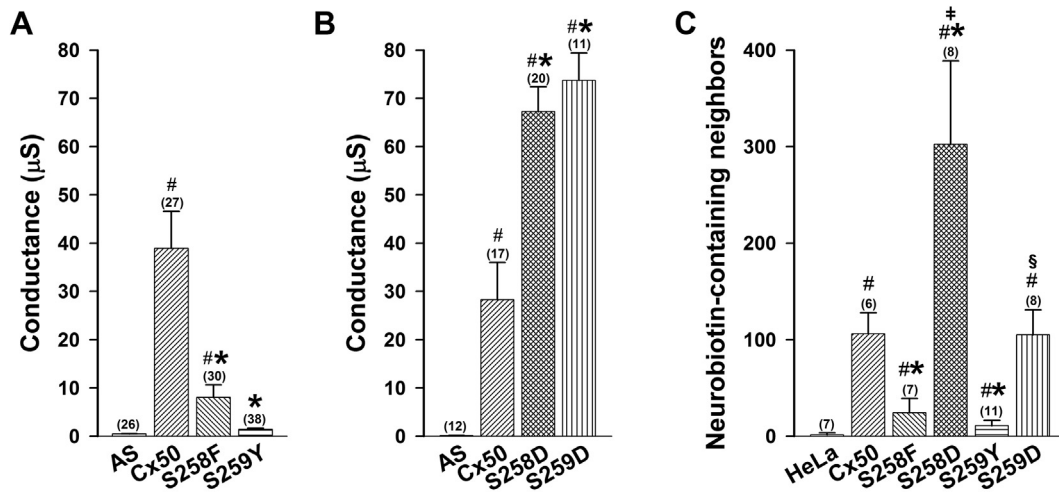 A
Conductance (μS)
80
70
60
50
40
30
20
10
0
#
(27)
#*
(30)
*
(38)
(26)
AS
Cx50
S258F
S259Y
B
Conductance (μS)
80
70
60
50
40
30
20
10
0
#*
(11)
#*
(20)
#
(17)
(12)
AS
Cx50
S258D
S259D
C
Neurobiotin-containing neighbors
400
300
200
100
0
ǂ
#*
(8)
§
#
(8)
#
(6)
#*
(7)
#*
(11)
(7)
HeLa
Cx50
S258F
S258D
S259Y
S259D